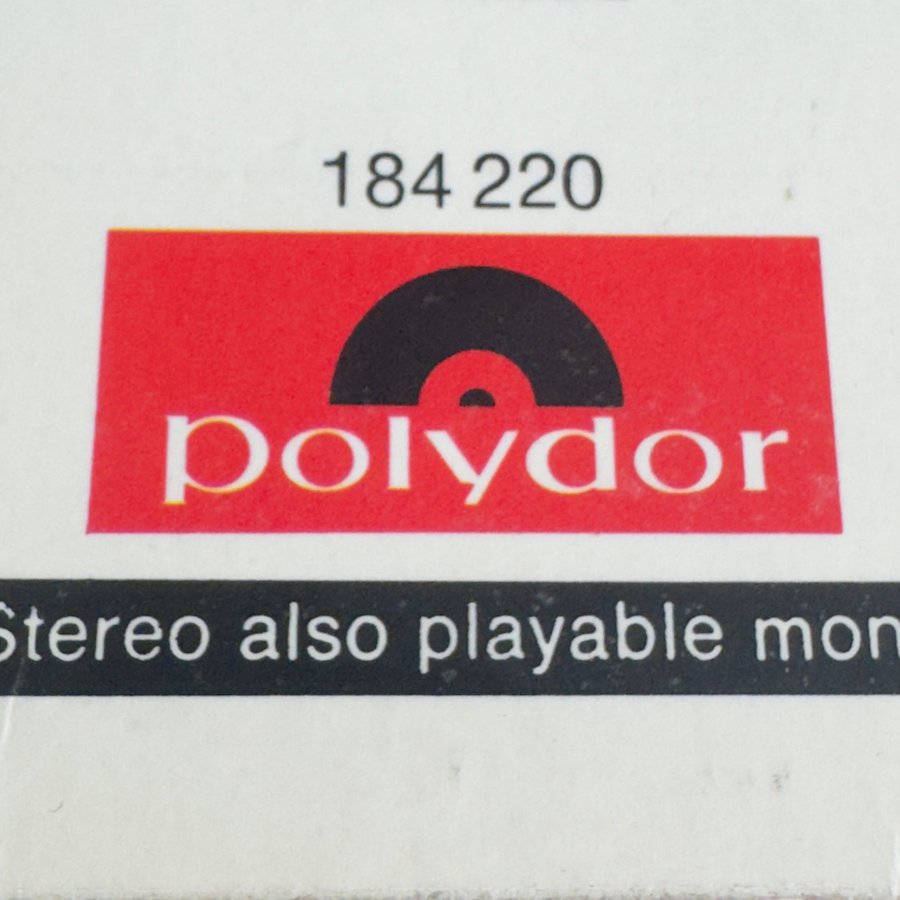 184 220
polydor
Stereo also playable mon